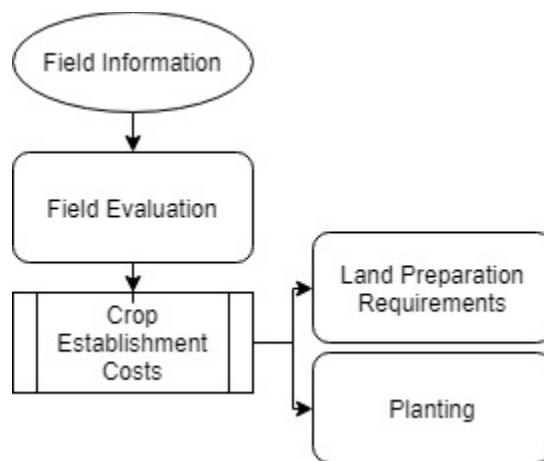 Field Information
Field Evaluation
Crop
Establishment
Costs
Land Preparation
Requirements
Planting